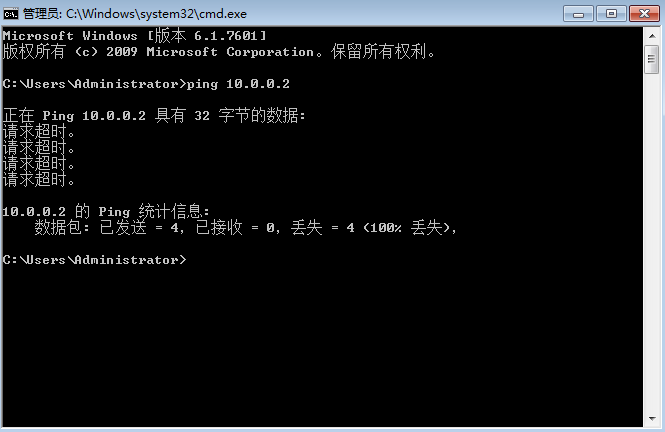 管理员: C:\Windows\system32\cmd.exe
Microsoft Windows [版本 6.1.7601]
版权所有 (c) 2009 Microsoft Corporation。保留所有权利。
C:\Users\Administrator>ping 10.0.0.2
正在 Ping 10.0.0.2 具有 32 字节的数据:
请求超时。
请求超时。
请求超时。
请求超时。
10.0.0.2 的 Ping 统计信息:
数据包: 已发送 = 4，已接收 = 0，丢失 = 4 (100% 丢失)，
C:\Users\Administrator>